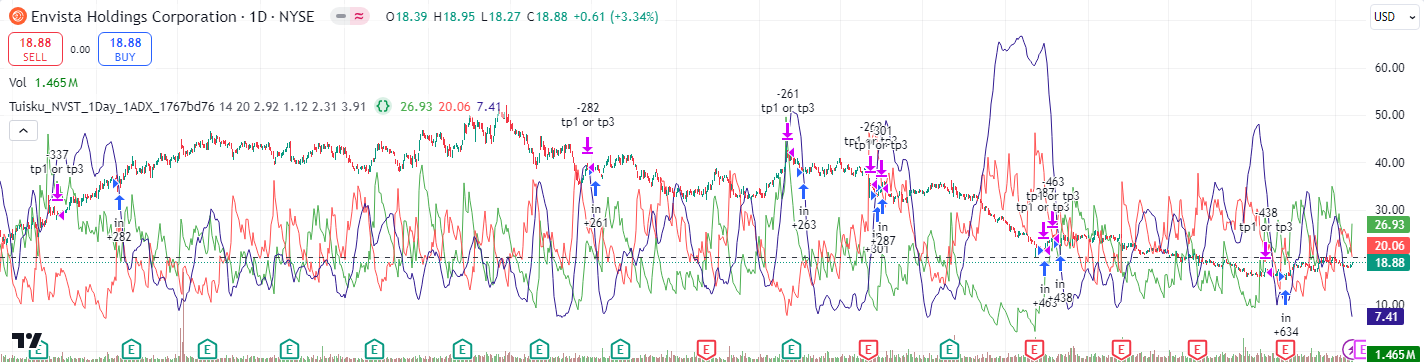 Envista Holdings Corporation · 1D · NYSE O18.39 H18.95 L18.27 C18.88 +0.61 (+3.34%)
USD
18.88 SELL 0.00 18.88 BUY
Vol 1.465M
Tuisku_NVST_1Day_1ADX_1767bd76 14 20 2.92 1.12 2.31 3.91 {} 26.93 20.06 7.41
60.00
50.00
40.00
30.00
26.93
20.06
18.88
10.00
7.41
1.465M
-337
tp1 or tp3
in
+282
-282
tp1 or tp3
in
+261
-261
tp1 or tp3
in
+263
-301
tp1 or tp3
in
+287
+301
-463
tp1 or tp3
in
+463
+438
-438
tp1 or tp3
in
+634
E E E E E E E E E E E E E E E E